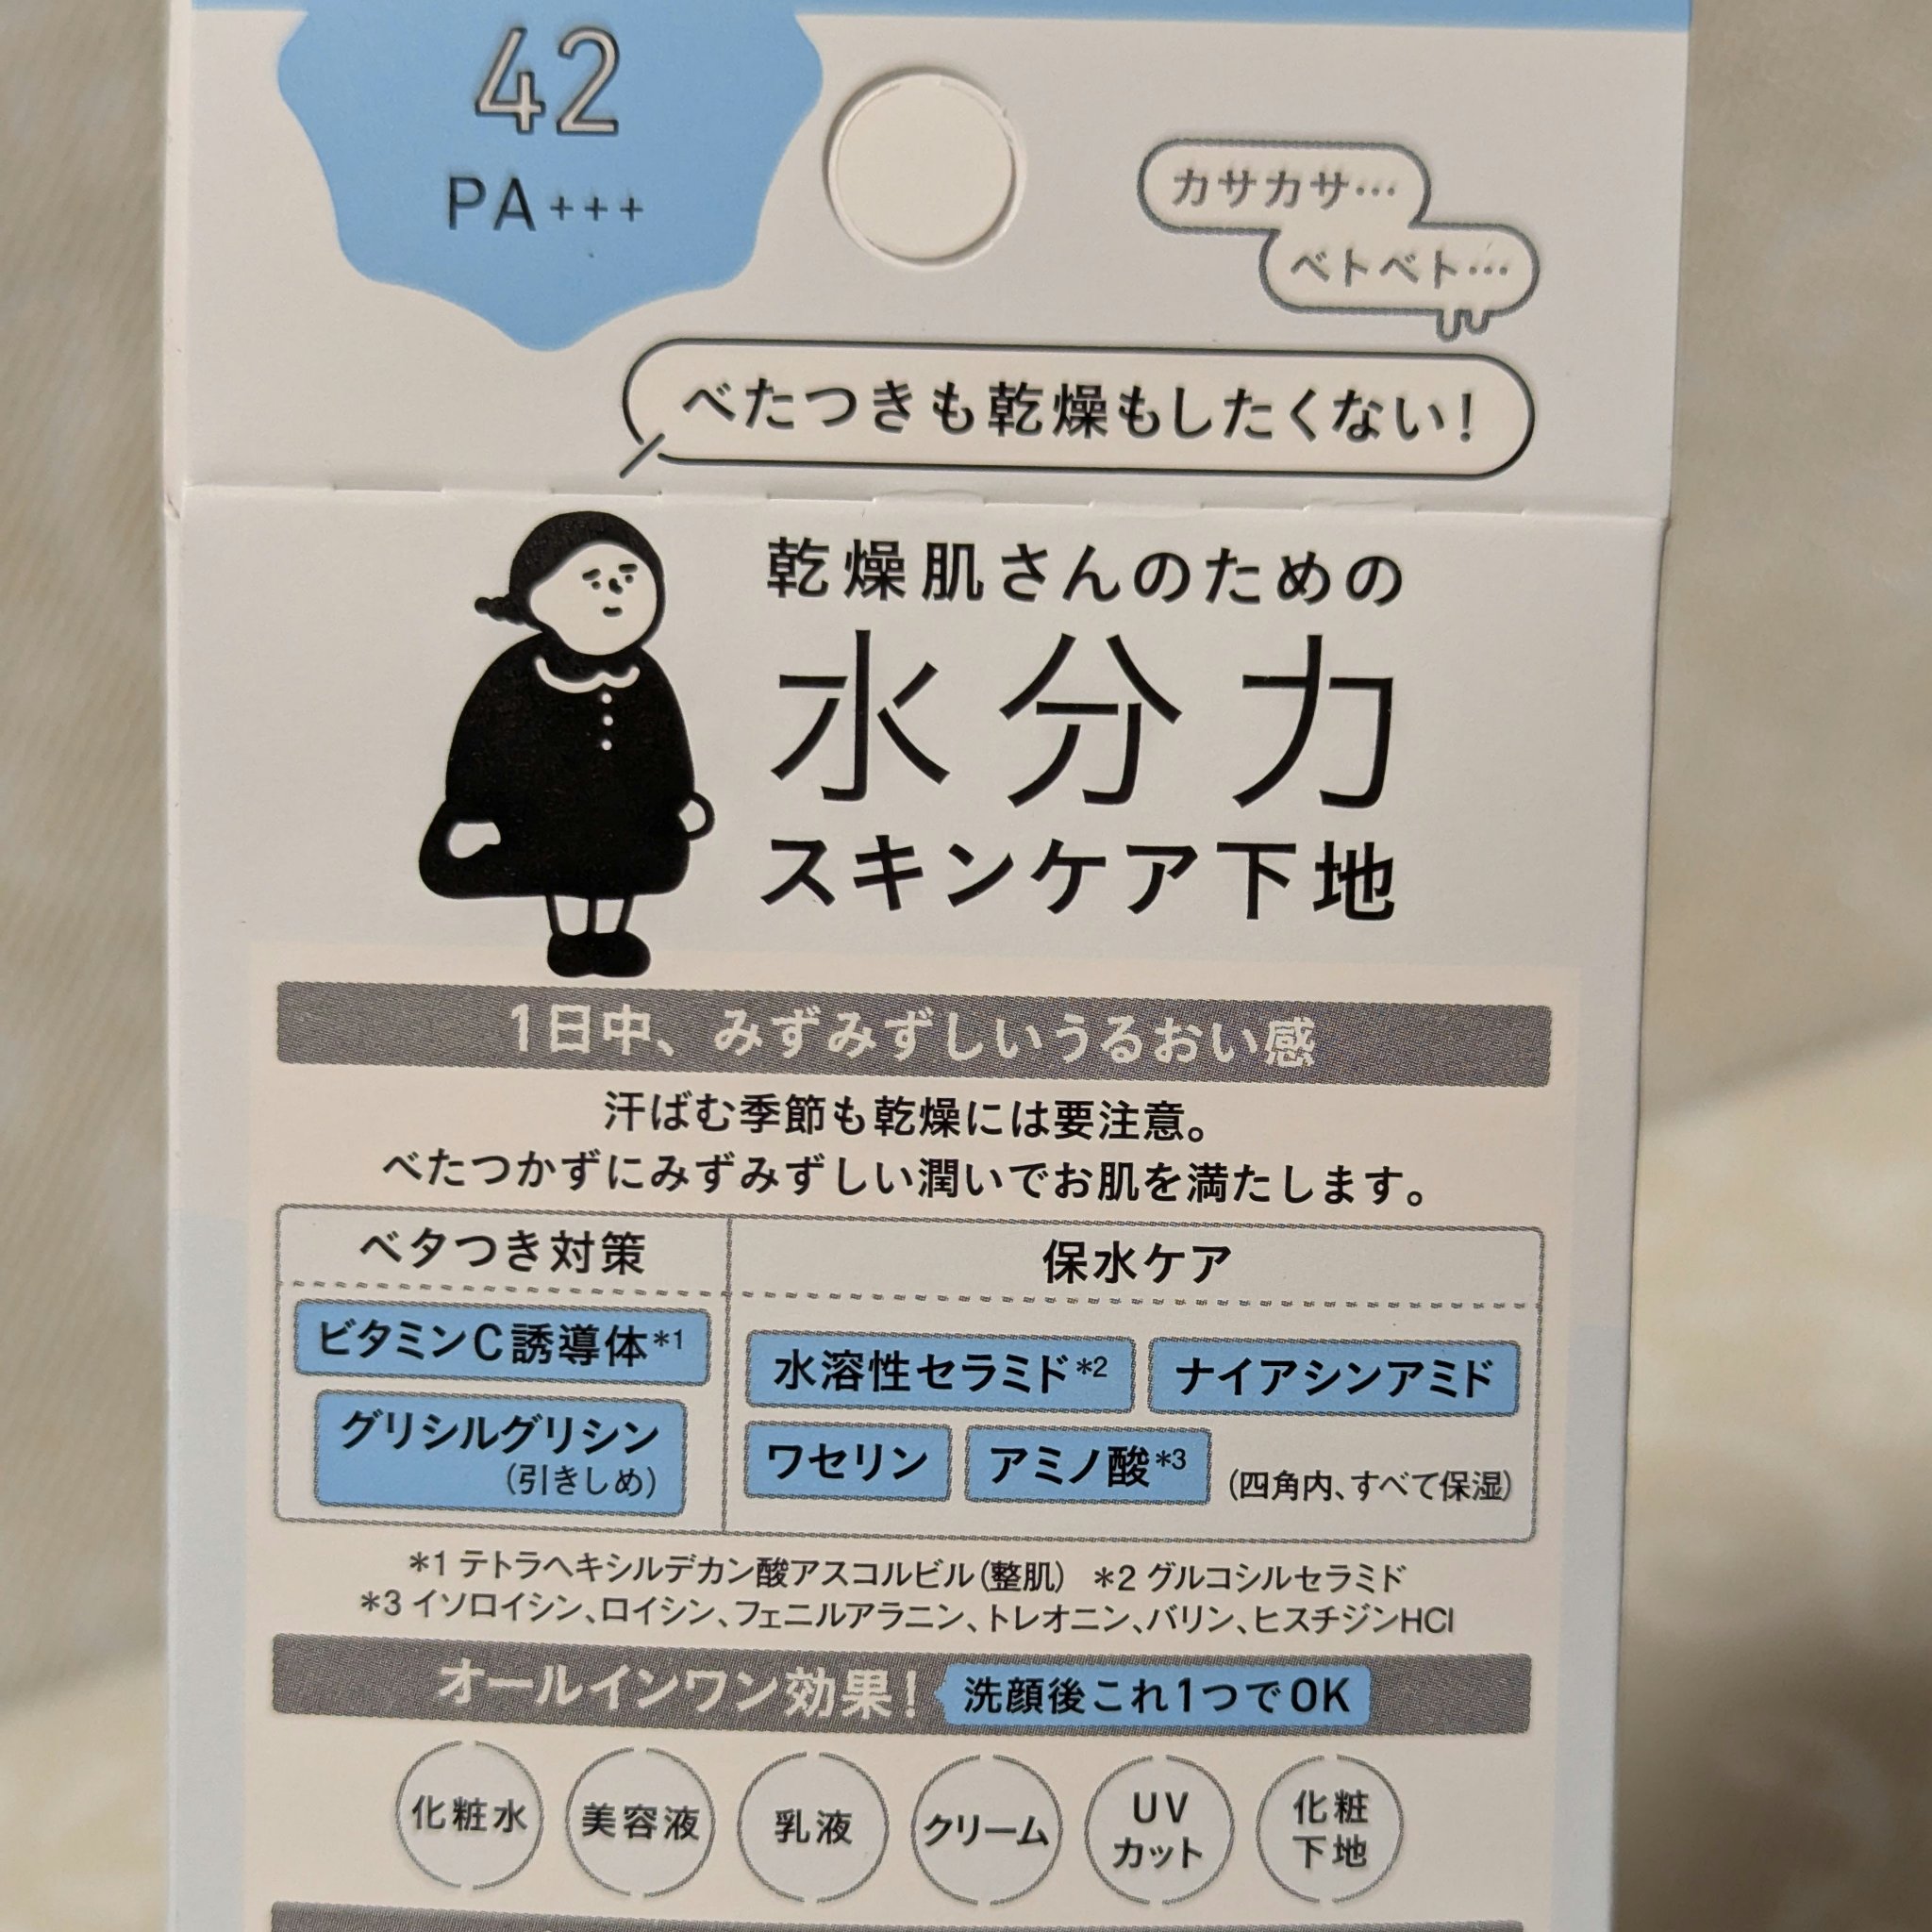 42
PA+++
カサカサ…
ベトベト…
べたつきも乾燥もしたくない!
乾燥肌さんのための
水分力
スキンケア下地
1日中、みずみずしいうるおい感
汗ばむ季節も乾燥には要注意。
べたつかずにみずみずしい潤いでお肌を満たします。
ベタつき対策
保水ケア
ビタミンC誘導体*1
グリシルグリシン
(引きしめ)
水溶性セラミド*2 ナイアシンアミド
ワセリン アミノ酸*3 (四角内、すべて保湿)
*1 テトラヘキシルデカン酸アスコルビル(整肌) *2 グルコシルセラミド
*3 イソロイシン、ロイシン、フェニルアラニン、トレオニン、バリン、ヒスチジンHCl
オールインワン効果! 洗顔後これ1つでOK
化粧水
美容液
乳液
クリーム
UV
カット
化粧
下地